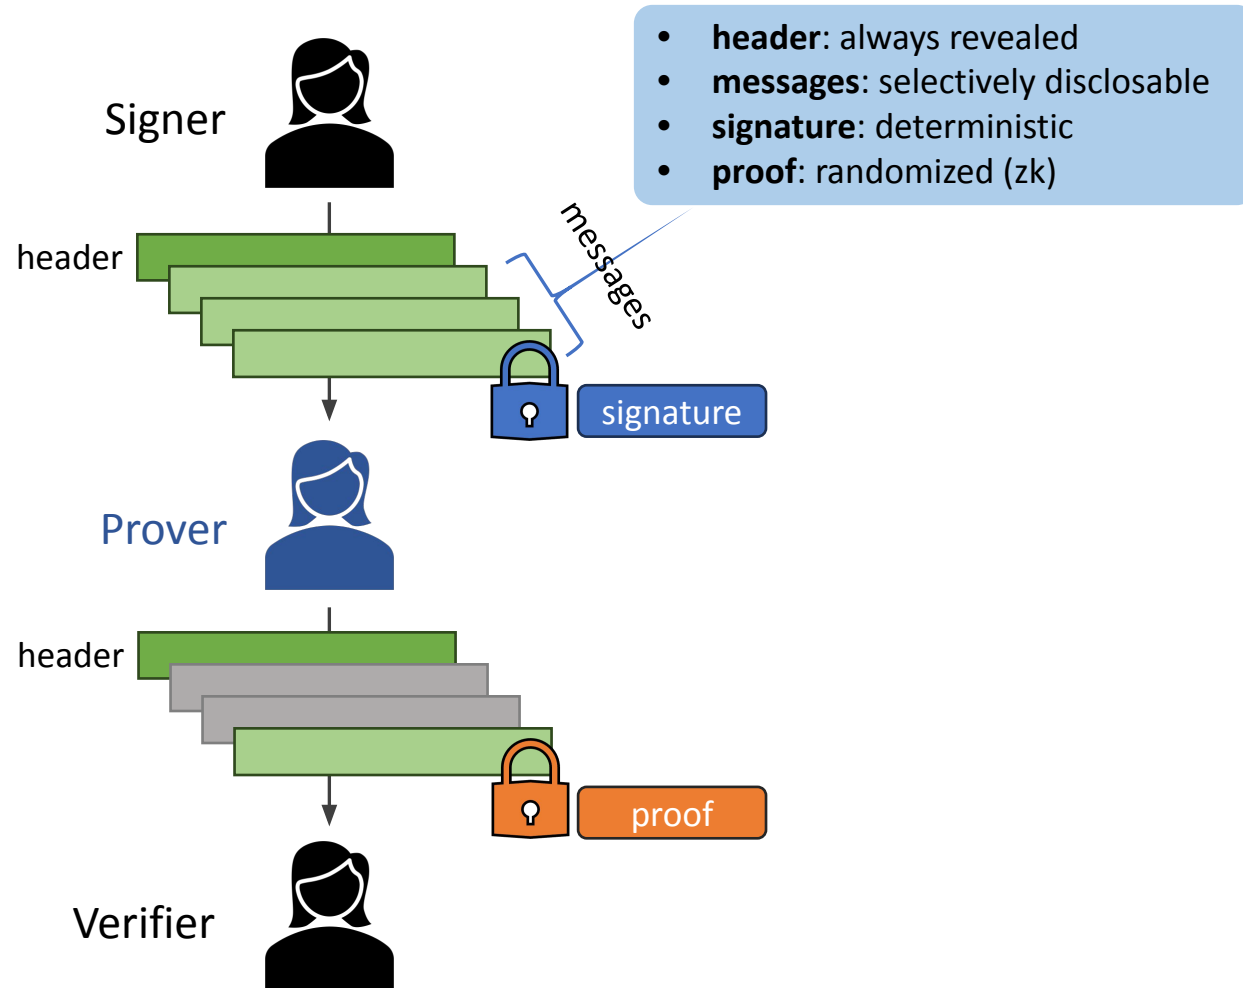 • header: always revealed
• messages: selectively disclosable
• signature: deterministic
• proof: randomized (zk)
Signer
header
messages
signature
Prover
header
proof
Verifier